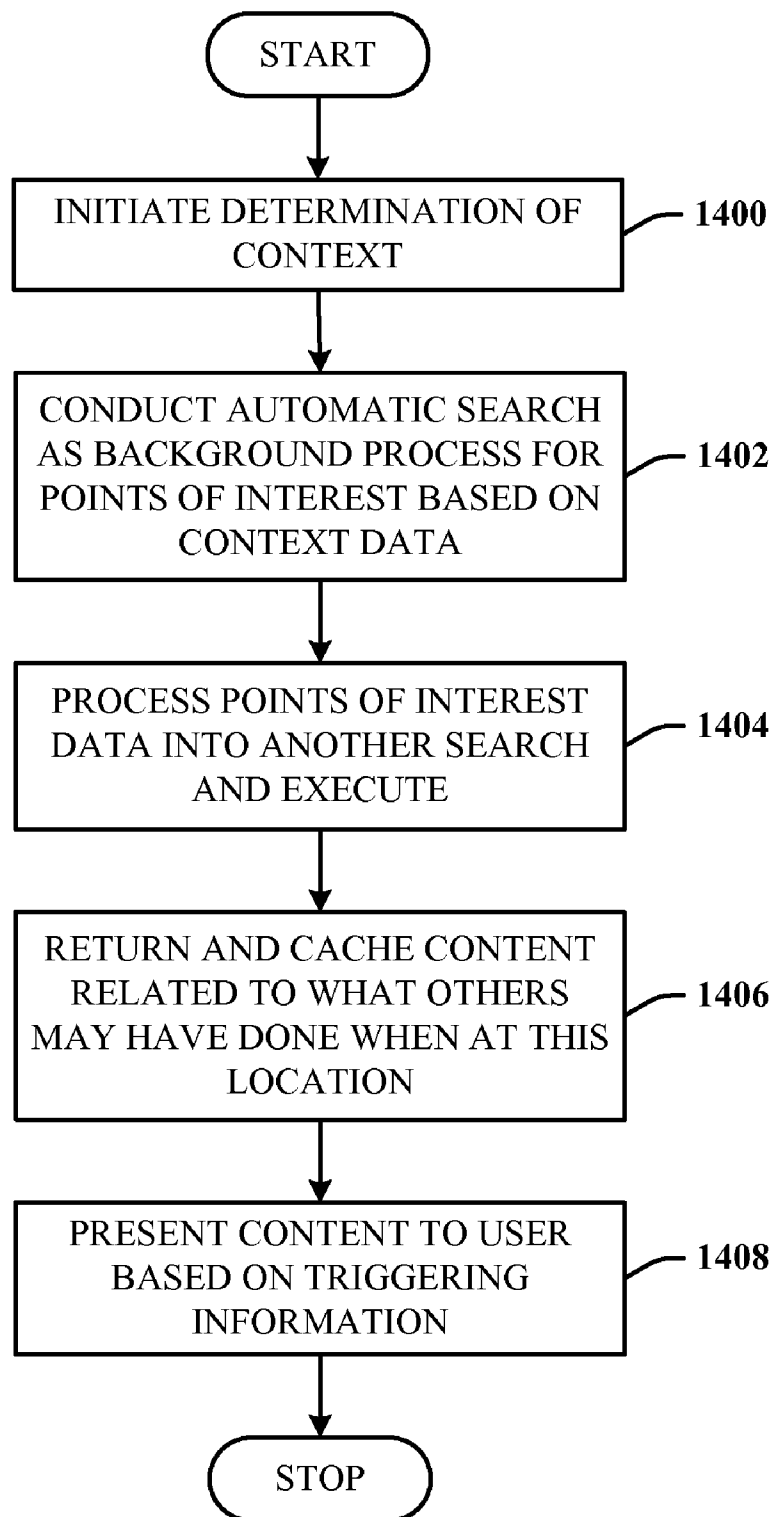 START
INITIATE DETERMINATION OF
CONTEXT
1400
CONDUCT AUTOMATIC SEARCH
AS BACKGROUND PROCESS FOR
POINTS OF INTEREST BASED ON
CONTEXT DATA
1402
PROCESS POINTS OF INTEREST
DATA INTO ANOTHER SEARCH
AND EXECUTE
1404
RETURN AND CACHE CONTENT
RELATED TO WHAT OTHERS
MAY HAVE DONE WHEN AT THIS
LOCATION
1406
PRESENT CONTENT TO USER
BASED ON TRIGGERING
INFORMATION
1408
STOP